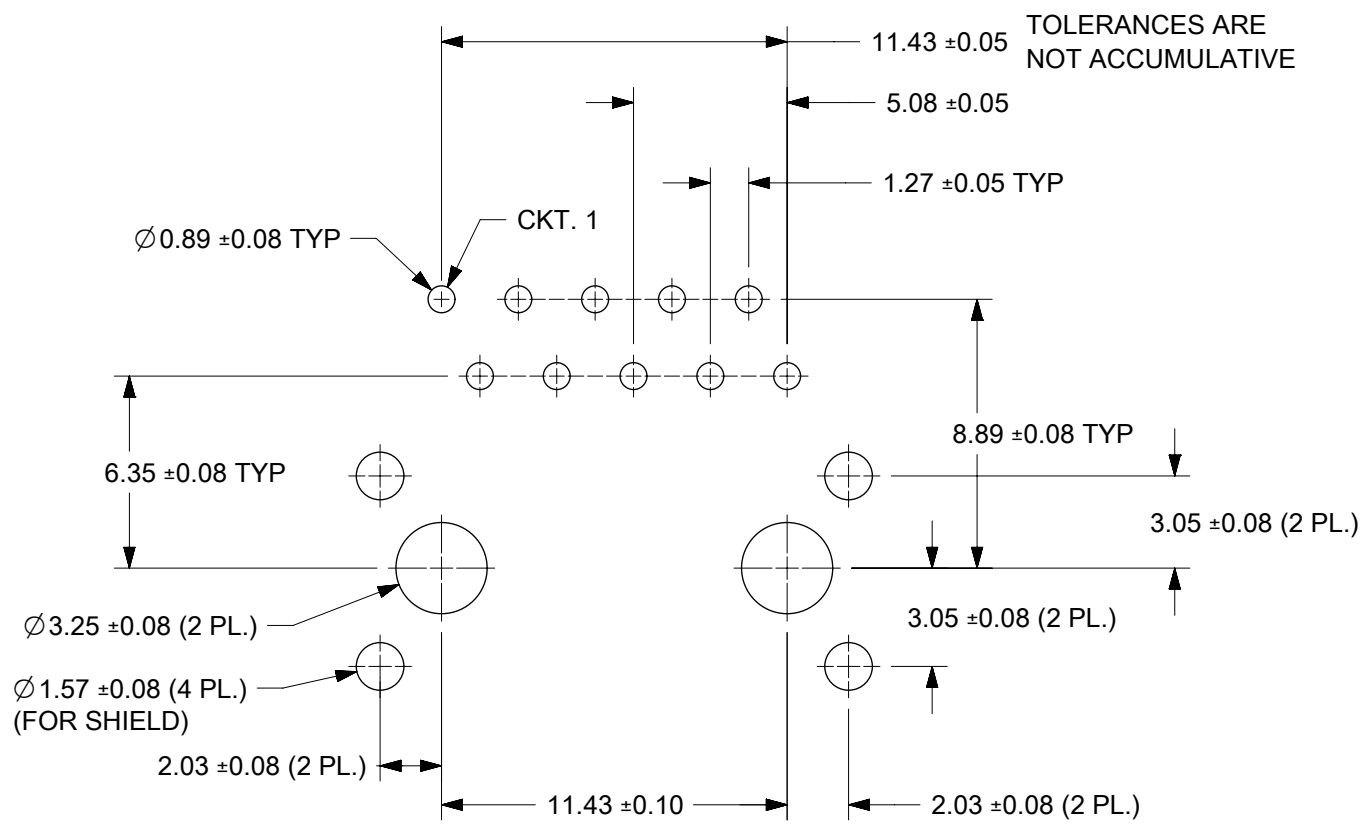 TOLERANCES ARE
NOT ACCUMULATIVE
11.43 ±0.05
5.08 ±0.05
1.27 ±0.05 TYP
CKT. 1
∅0.89 ±0.08 TYP
8.89 ±0.08 TYP
6.35 ±0.08 TYP
3.05 ±0.08 (2 PL.)
3.05 ±0.08 (2 PL.)
∅3.25 ±0.08 (2 PL.)
∅1.57 ±0.08 (4 PL.)
(FOR SHIELD)
2.03 ±0.08 (2 PL.)
11.43 ±0.10
2.03 ±0.08 (2 PL.)